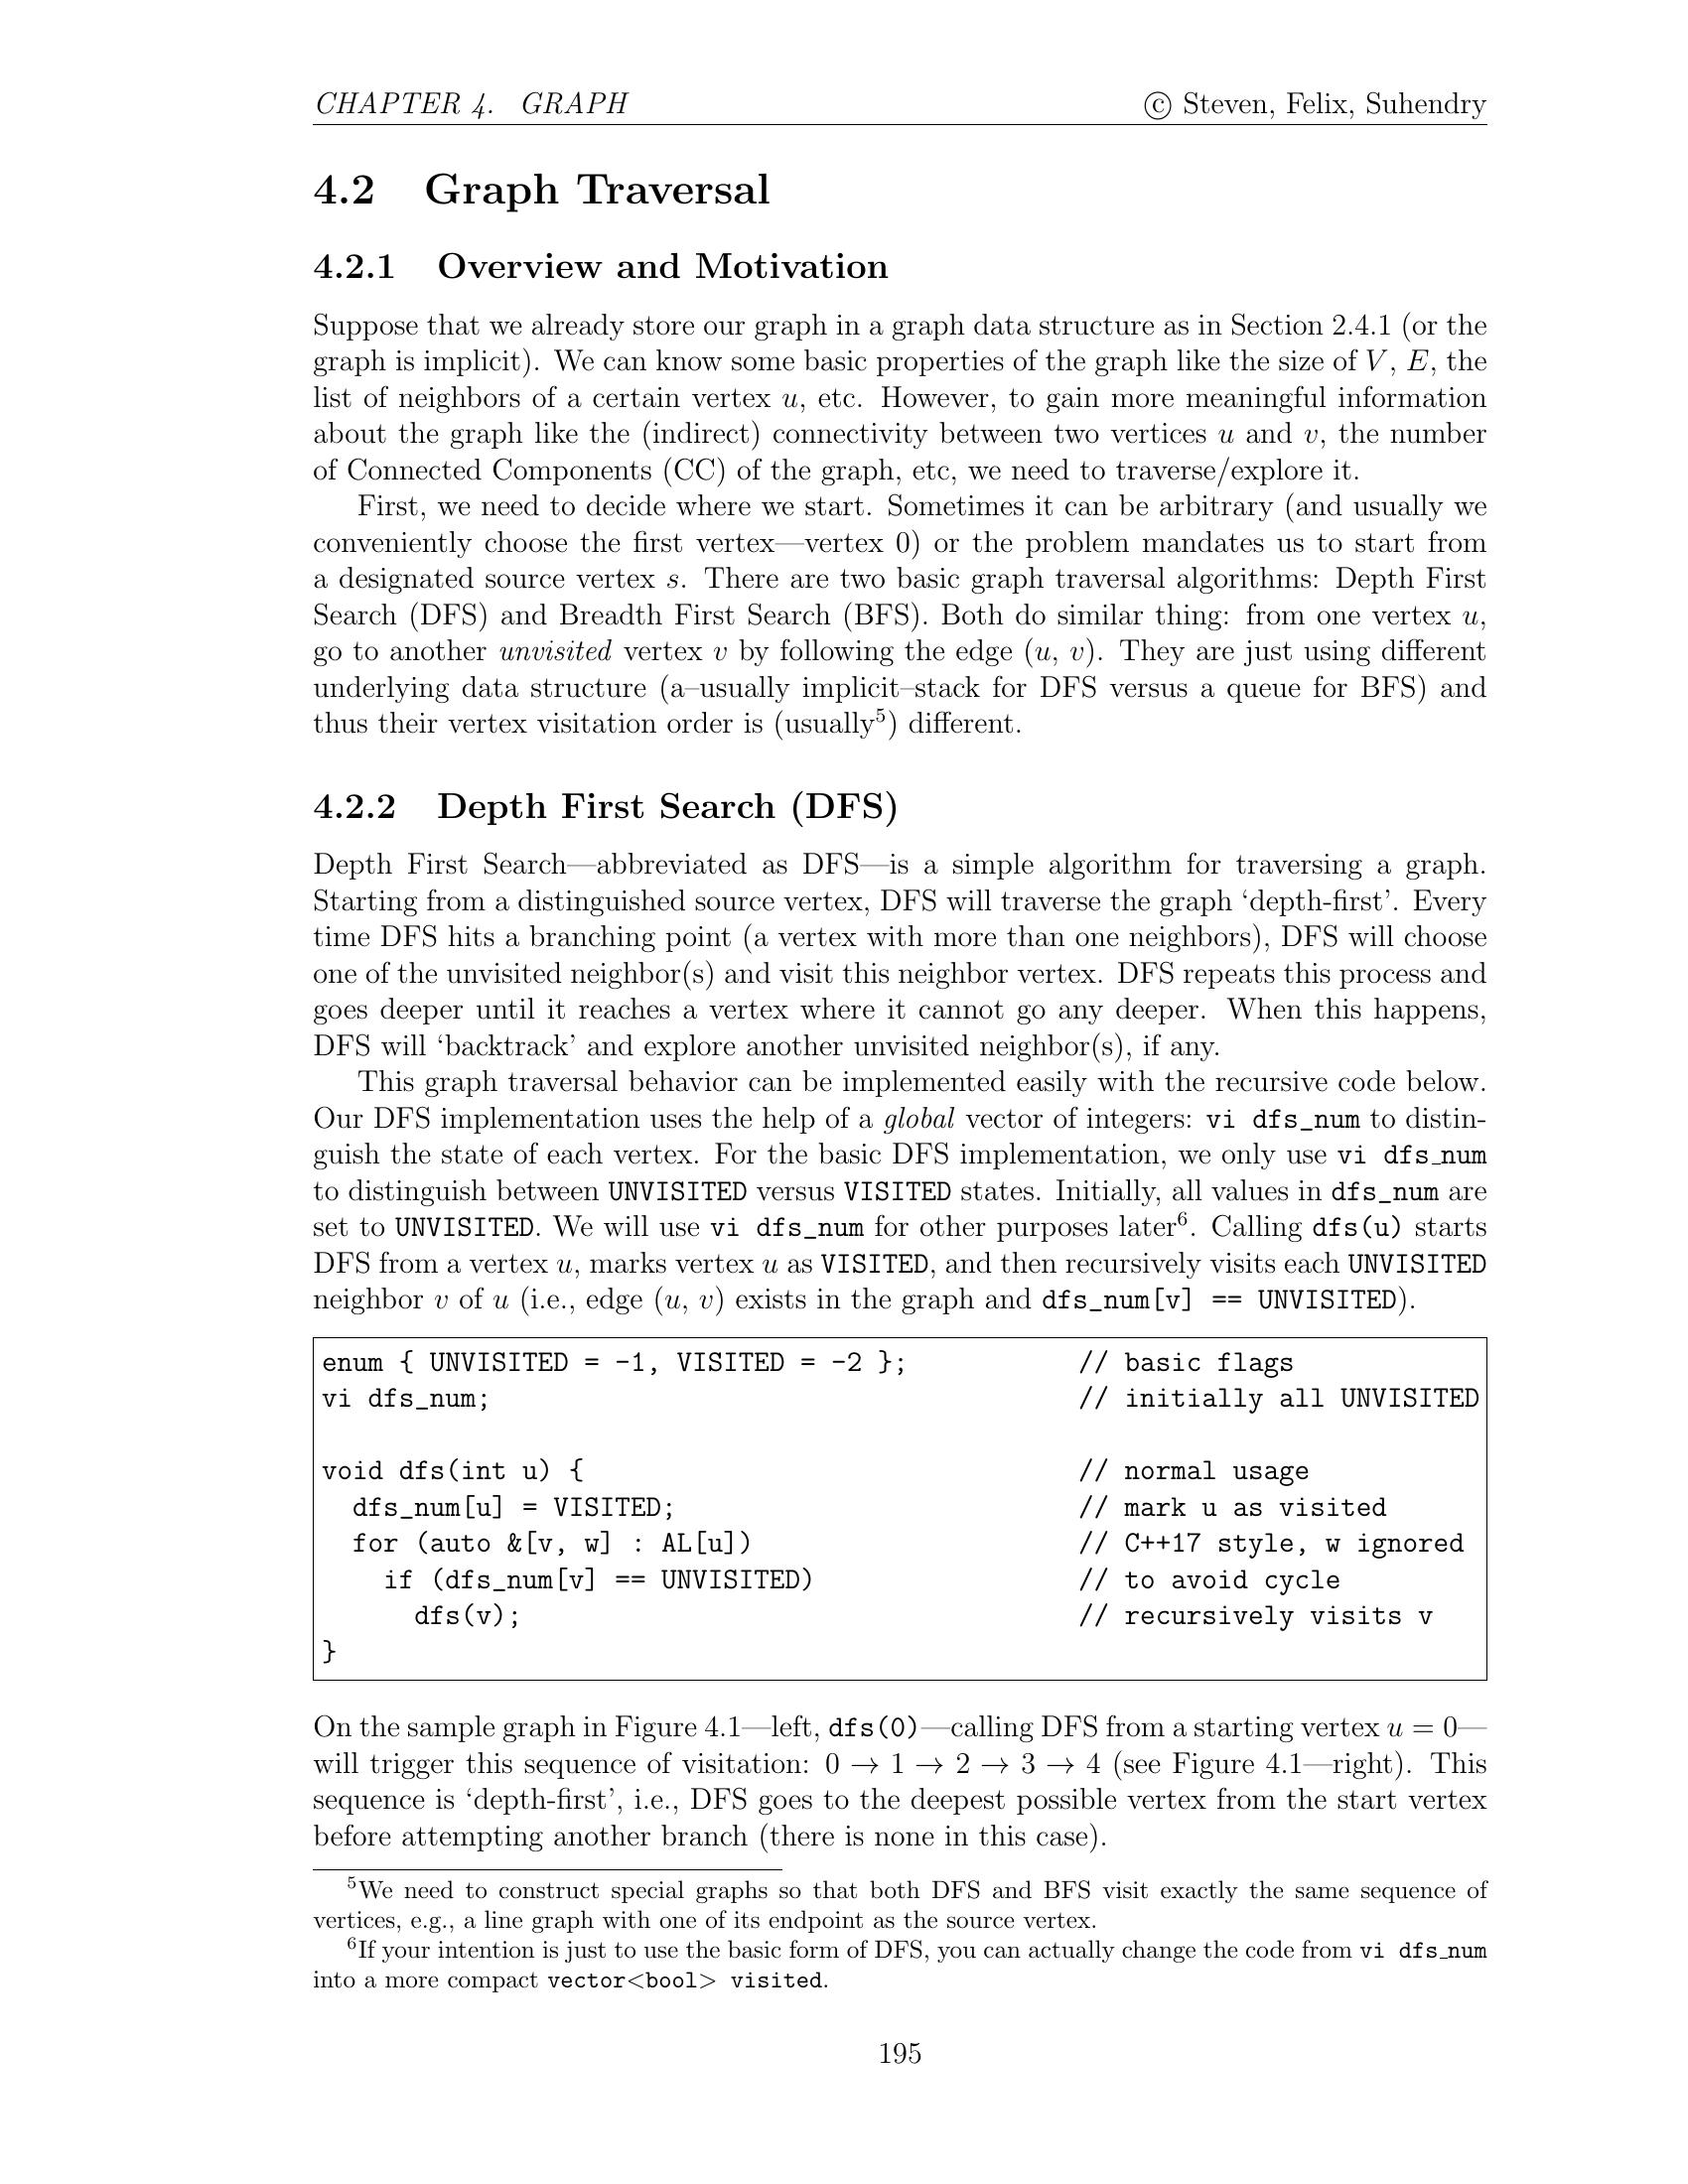 CHAPTER 4. GRAPH © Steven, Felix, Suhendry
4.2 Graph Traversal
4.2.1 Overview and Motivation
Suppose that we already store our graph in a graph data structure as in Section 2.4.1 (or the
graph is implicit). We can know some basic properties of the graph like the size of V, E, the
list of neighbors of a certain vertex u, etc. However, to gain more meaningful information
about the graph like the (indirect) connectivity between two vertices u and v, the number
of Connected Components (CC) of the graph, etc, we need to traverse/explore it.
First, we need to decide where we start. Sometimes it can be arbitrary (and usually we
conveniently choose the first vertex—vertex 0) or the problem mandates us to start from
a designated source vertex s. There are two basic graph traversal algorithms: Depth First
Search (DFS) and Breadth First Search (BFS). Both do similar thing: from one vertex u,
go to another unvisited vertex v by following the edge (u, v). They are just using different
underlying data structure (a–usually implicit–stack for DFS versus a queue for BFS) and
thus their vertex visitation order is (usually⁵) different.
4.2.2 Depth First Search (DFS)
Depth First Search—abbreviated as DFS—is a simple algorithm for traversing a graph.
Starting from a distinguished source vertex, DFS will traverse the graph ‘depth-first’. Every
time DFS hits a branching point (a vertex with more than one neighbors), DFS will choose
one of the unvisited neighbor(s) and visit this neighbor vertex. DFS repeats this process and
goes deeper until it reaches a vertex where it cannot go any deeper. When this happens,
DFS will ‘backtrack’ and explore another unvisited neighbor(s), if any.
This graph traversal behavior can be implemented easily with the recursive code below.
Our DFS implementation uses the help of a global vector of integers: vi dfs_num to distin-
guish the state of each vertex. For the basic DFS implementation, we only use vi dfs_num
to distinguish between UNVISITED versus VISITED states. Initially, all values in dfs_num are
set to UNVISITED. We will use vi dfs_num for other purposes later⁶. Calling dfs(u) starts
DFS from a vertex u, marks vertex u as VISITED, and then recursively visits each UNVISITED
neighbor v of u (i.e., edge (u, v) exists in the graph and dfs_num[v] == UNVISITED).
enum { UNVISITED = -1, VISITED = -2 }; // basic flags
vi dfs_num; // initially all UNVISITED
void dfs(int u) { // normal usage
dfs_num[u] = VISITED; // mark u as visited
for (auto &[v, w] : AL[u]) // C++17 style, w ignored
if (dfs_num[v] == UNVISITED) // to avoid cycle
dfs(v); // recursively visits v
}
On the sample graph in Figure 4.1—left, dfs(0)—calling DFS from a starting vertex u = 0—
will trigger this sequence of visitation: 0 → 1 → 2 → 3 → 4 (see Figure 4.1—right). This
sequence is ‘depth-first’, i.e., DFS goes to the deepest possible vertex from the start vertex
before attempting another branch (there is none in this case).
⁵We need to construct special graphs so that both DFS and BFS visit exactly the same sequence of
vertices, e.g., a line graph with one of its endpoint as the source vertex.
⁶If your intention is just to use the basic form of DFS, you can actually change the code from vi dfs_num
into a more compact vector<bool> visited.
195